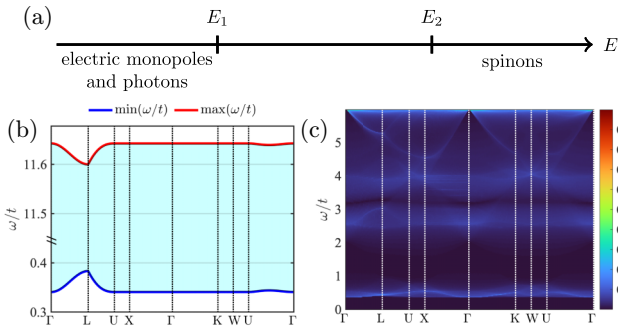 (a)
E₁
E₂
E
electric monopoles
and photons
spinons
min(ω/t)
max(ω/t)
(b)
ω/t
11.6
11.5
0.4
0.3
Γ
L
U
X
Γ
K
W
U
Γ
(c)
ω/t
5
4
3
2
1
0
Γ
L
U
X
Γ
K
W
U
Γ